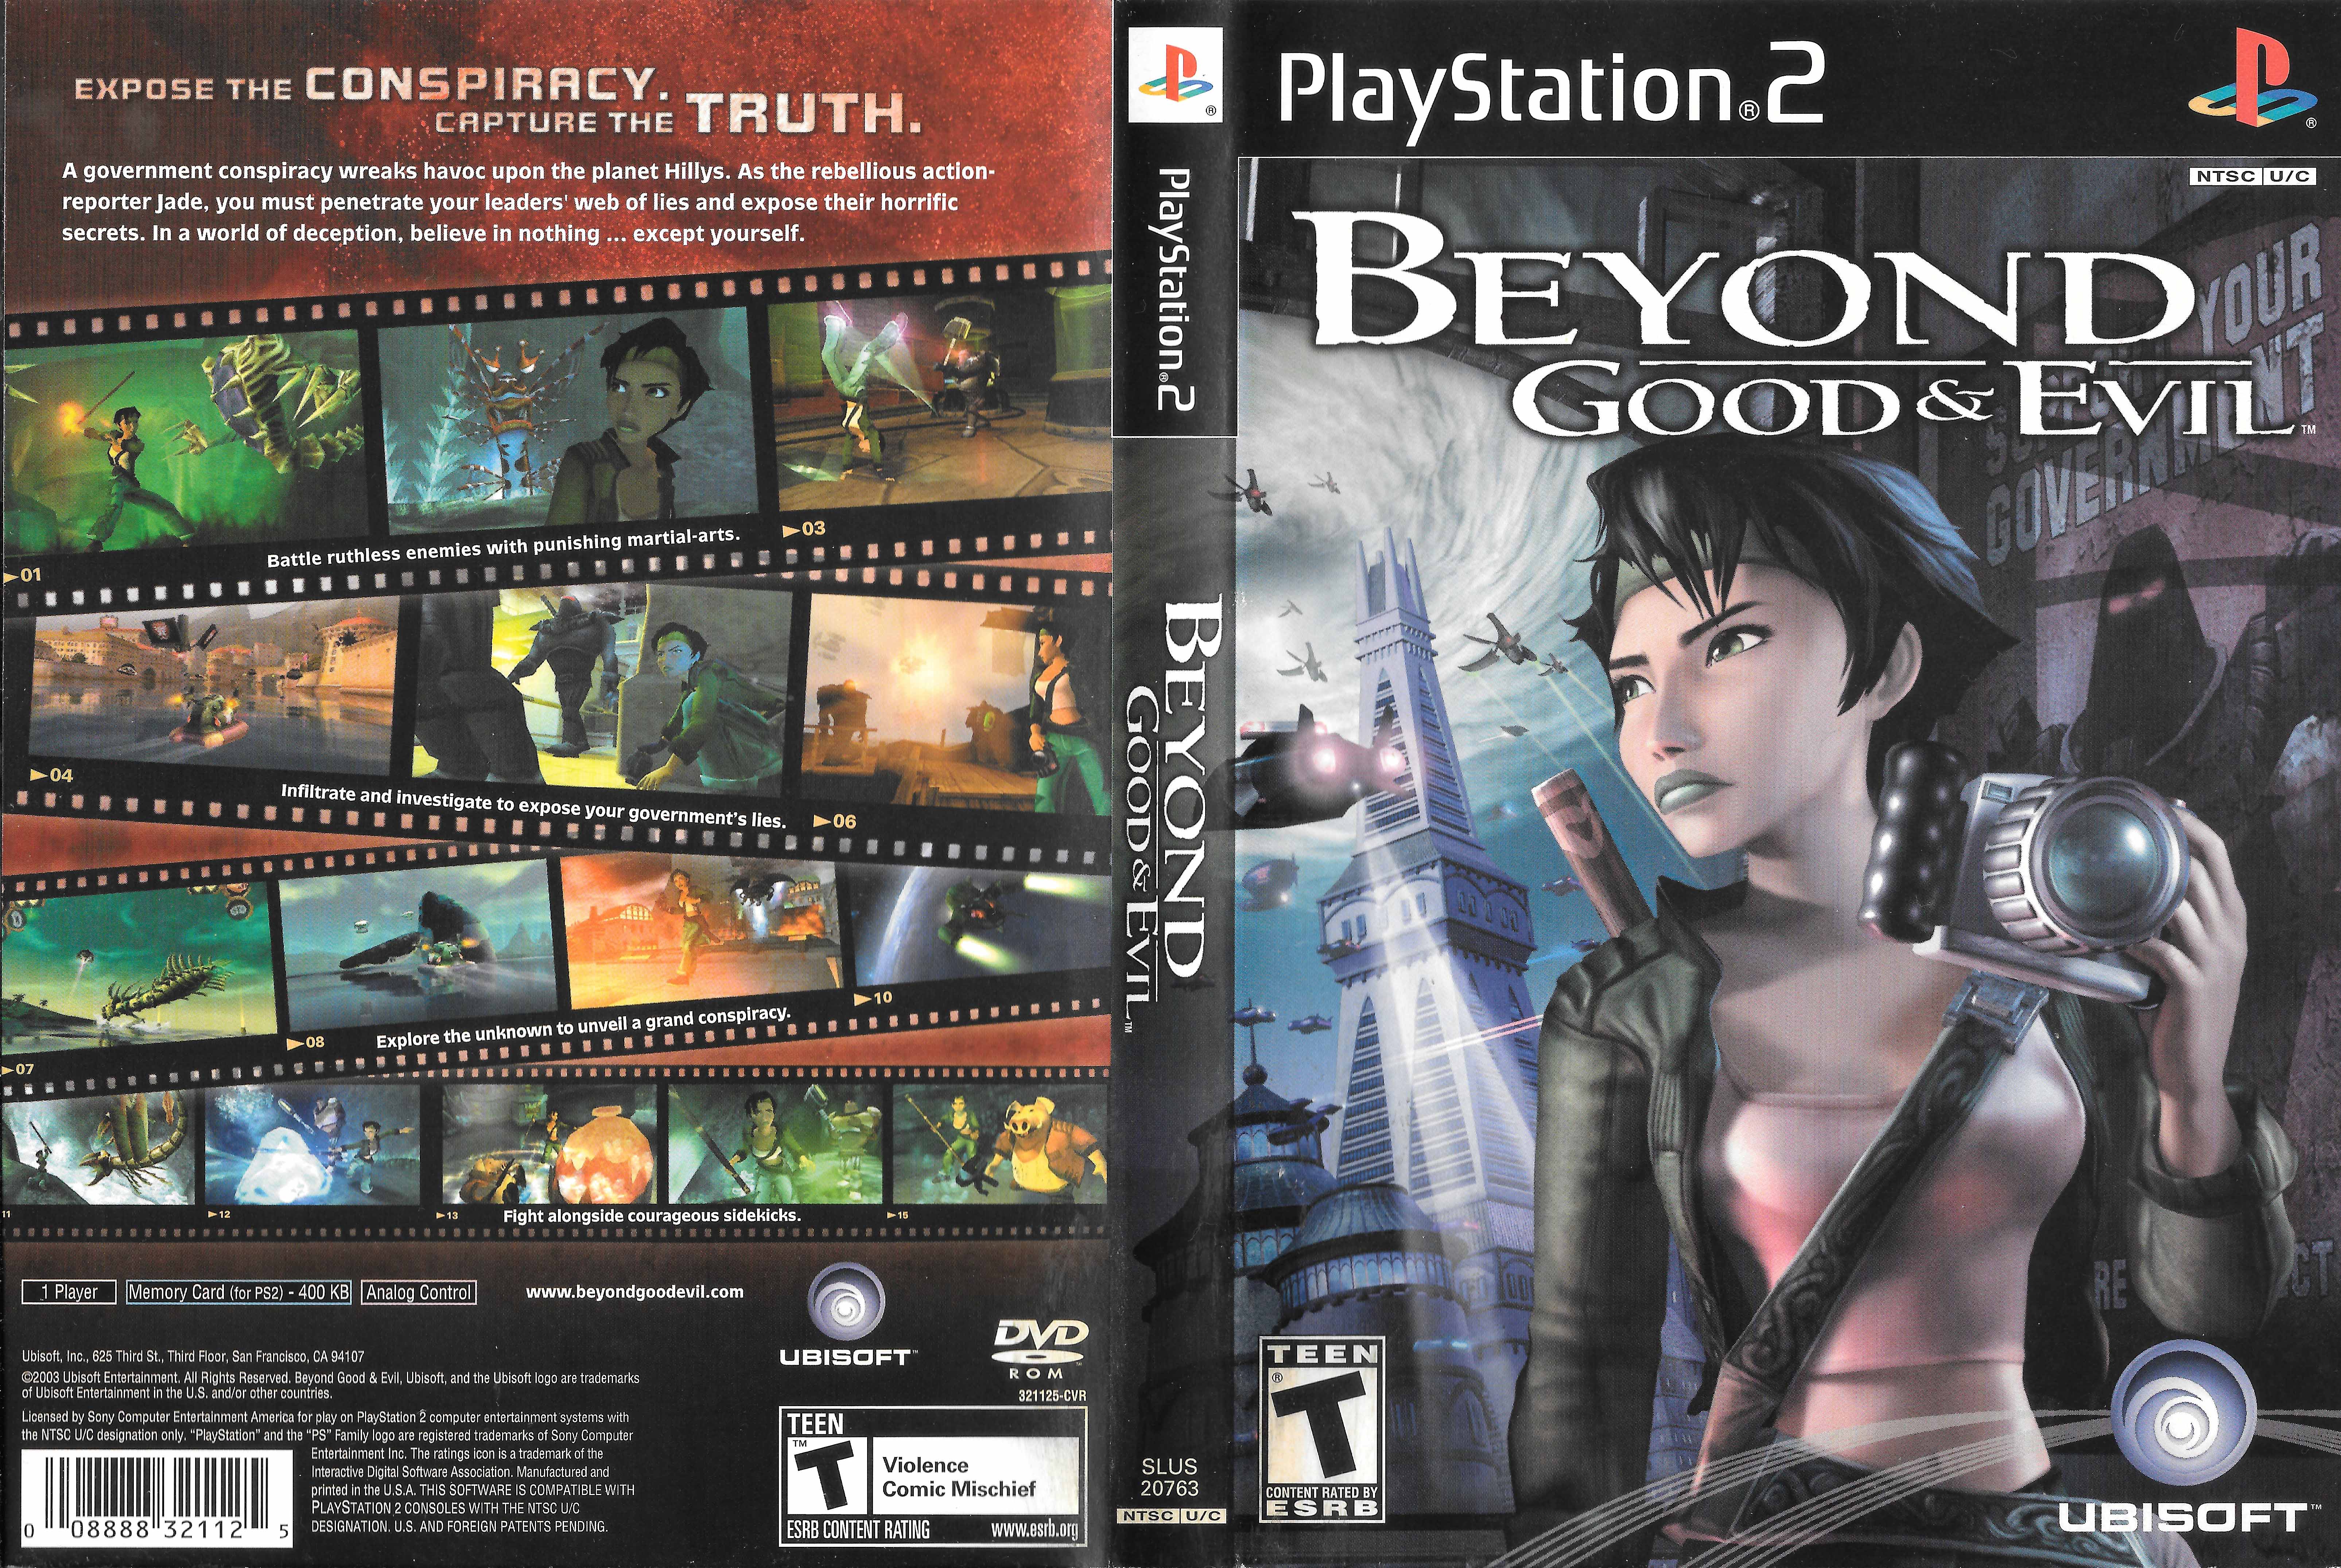 EXPOSE THE CONSPIRACY.
CAPTURE THE TRUTH.
A government conspiracy wreaks havoc upon the planet Hillys. As the rebellious action-
reporter Jade, you must penetrate your leaders' web of lies and expose their horrific
secrets. In a world of deception, believe in nothing ... except yourself.
►01
Battle ruthless enemies with punishing martial-arts.
►03
►04
Infiltrate and investigate to expose your government's lies.
►06
►07
►08
Explore the unknown to unveil a grand conspiracy.
►10
11
►12
►13
Fight alongside courageous sidekicks.
►15
1 Player
Memory Card (for PS2) - 400 KB
Analog Control
www.beyondgoodevil.com
UBISOFT™
DVD
ROM
321125-CVR
Ubisoft, Inc., 625 Third St., Third Floor, San Francisco, CA 94107
©2003 Ubisoft Entertainment. All Rights Reserved. Beyond Good & Evil, Ubisoft, and the Ubisoft logo are trademarks
of Ubisoft Entertainment in the U.S. and/or other countries.
Licensed by Sony Computer Entertainment America for play on PlayStation 2 computer entertainment systems with
the NTSC U/C designation only. "PlayStation" and the "PS" Family logo are registered trademarks of Sony Computer
Entertainment Inc. The ratings icon is a trademark of the
Interactive Digital Software Association. Manufactured and
printed in the U.S.A. THIS SOFTWARE IS COMPATIBLE WITH
PLAYSTATION 2 CONSOLES WITH THE NTSC U/C
DESIGNATION. U.S. AND FOREIGN PATENTS PENDING.
0 08888 32112 5
TEEN
T™
Violence
Comic Mischief
ESRB CONTENT RATING www.esrb.org
®
PlayStation®2
BEYOND
GOOD & EVIL™
SLUS
20763
NTSC U/C
PlayStation®2
®
NTSC U/C
BEYOND
GOOD & EVIL™
YOUR
GOVERNMENT
GOVERNM
RE
CT
TEEN
®
T
CONTENT RATED BY
ESRB
UBISOFT™